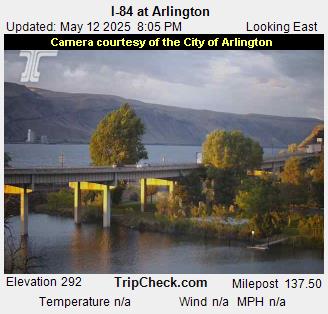 I-84 at Arlington
Updated: May 12 2025 8:05 PM Looking East
Camera courtesy of the City of Arlington
Elevation 292 TripCheck.com Milepost 137.50
Temperature n/a Wind n/a MPH n/a